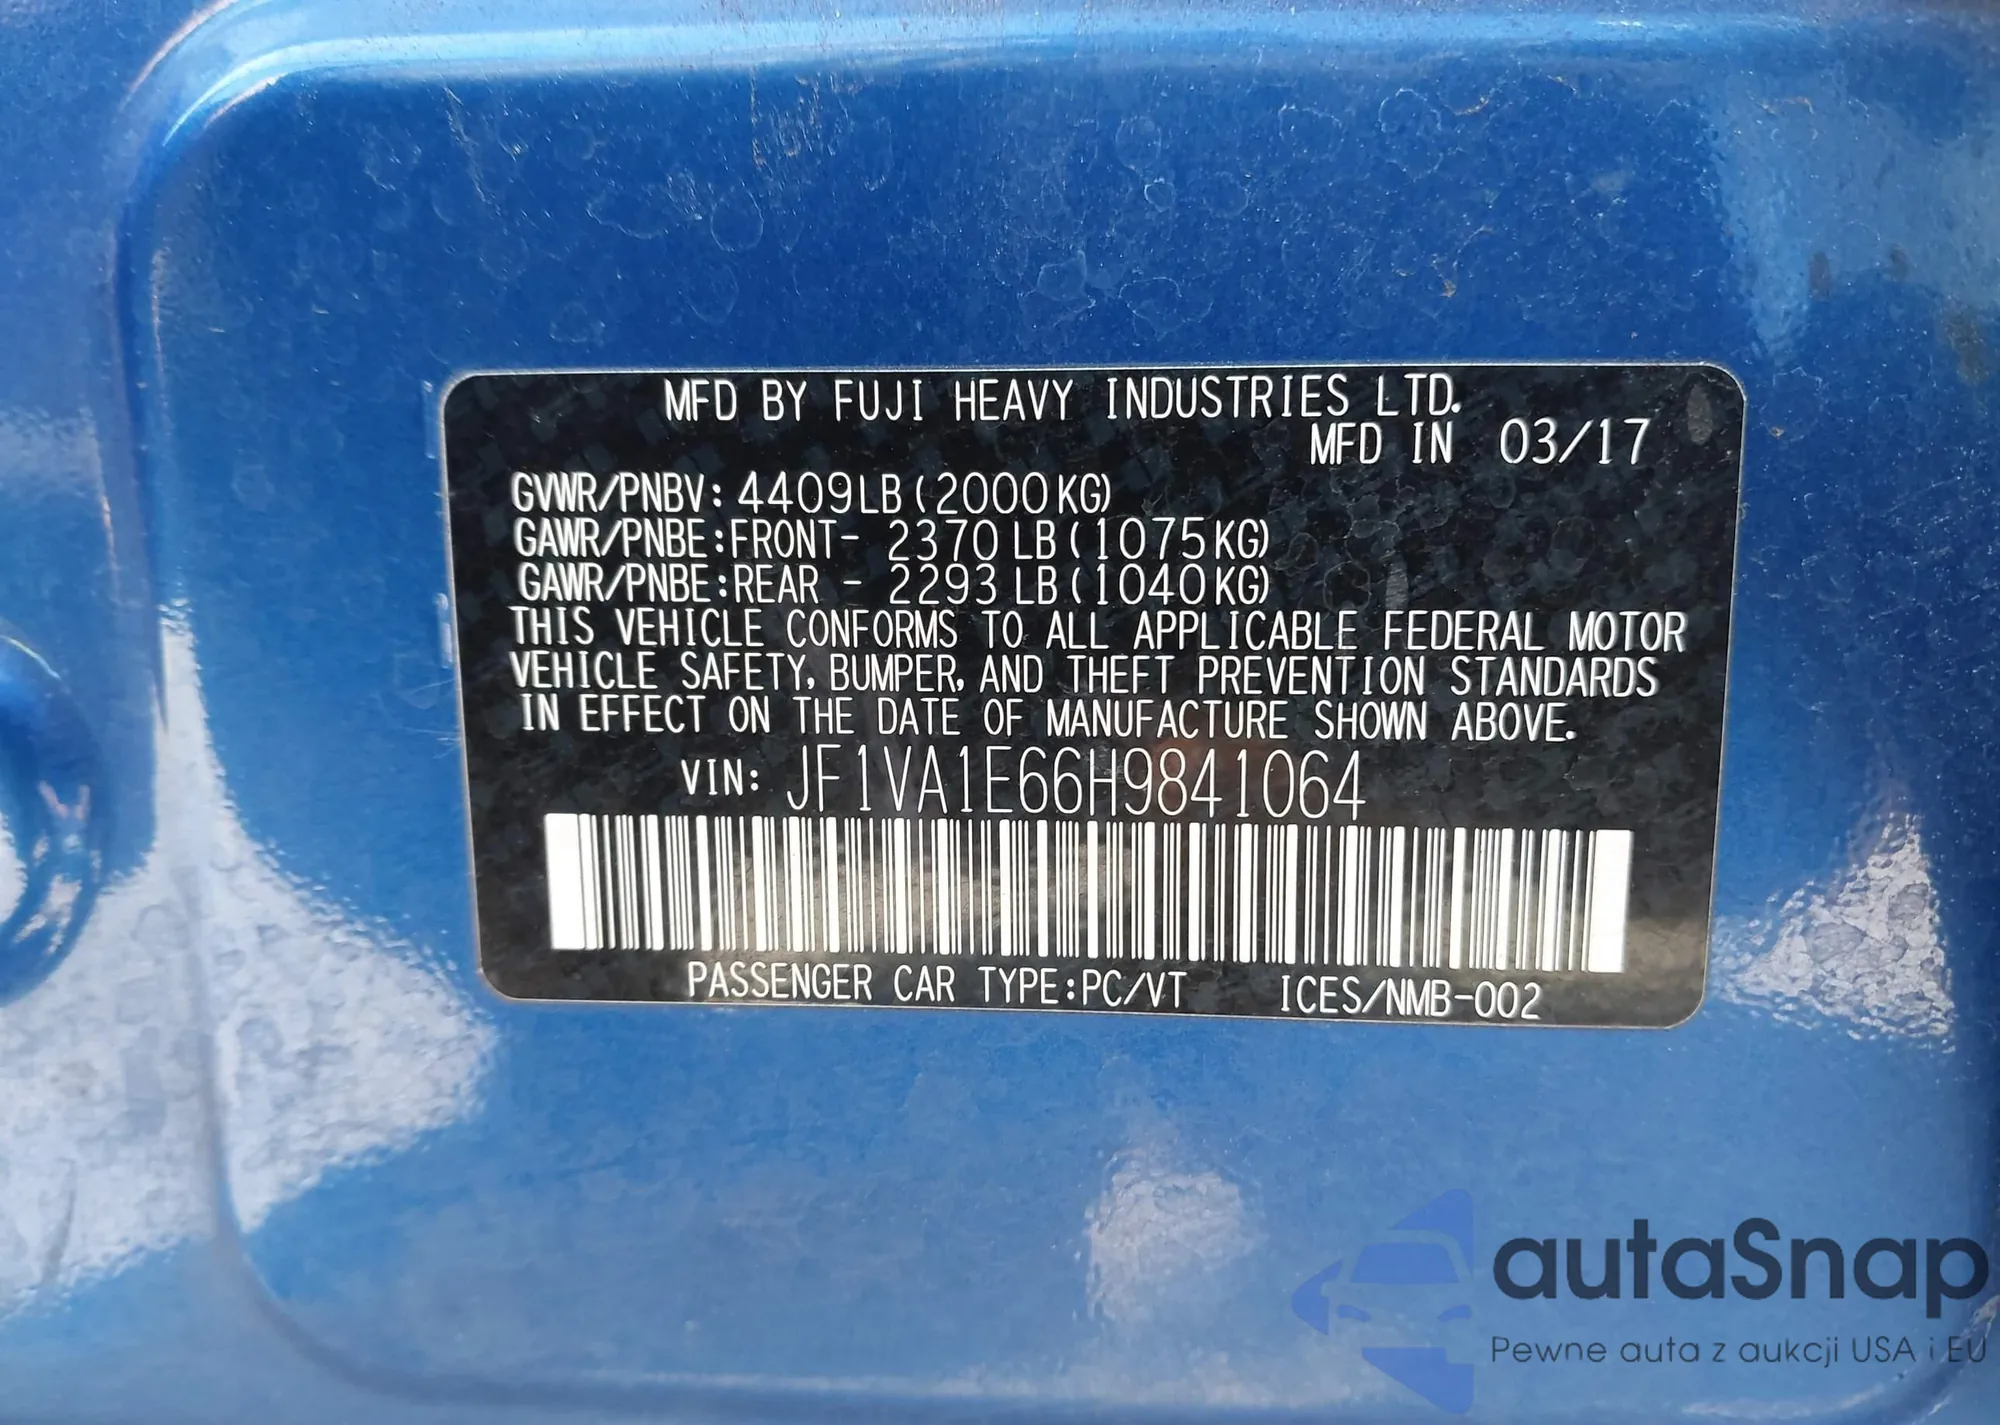 MFD BY FUJI HEAVY INDUSTRIES LTD.
MFD IN 03/17
GVWR/PNBV: 4409LB (2000KG)
GAWR/PNBE:FRONT- 2370 LB (1075KG)
GAWR/PNBE:REAR - 2293 LB (1040KG)
THIS VEHICLE CONFORMS TO ALL APPLICABLE FEDERAL MOTOR
VEHICLE SAFETY, BUMPER, AND THEFT PREVENTION STANDARDS
IN EFFECT ON THE DATE OF MANUFACTURE SHOWN ABOVE.
VIN: JF1VA1E66H9841064
PASSENGER CAR TYPE:PC/VT ICES/NMB-002
autaSnap
Pewne auta z aukcji USA i EU